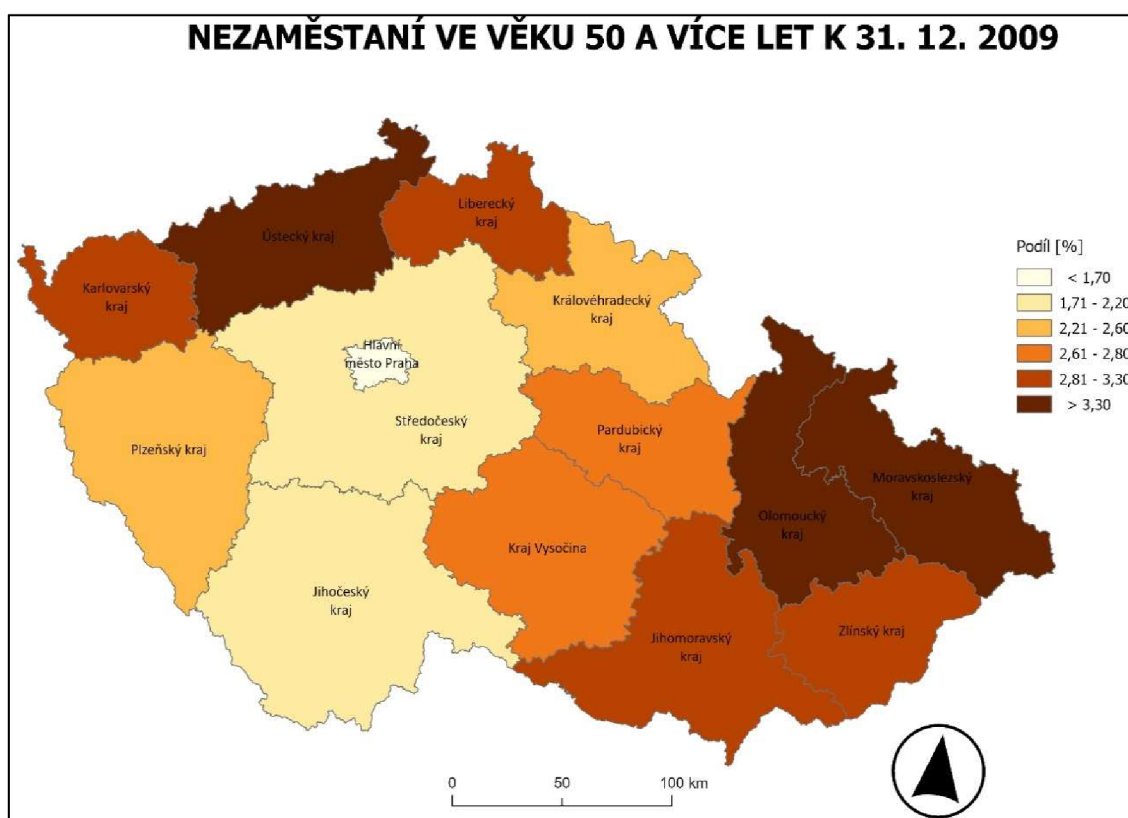 NEZAMĚSTANÍ VE VĚKU 50 A VÍCE LET K 31. 12. 2009
Liberecký
kraj
Ústecký kraj
Karlovarský
kraj
Královéhradecký
kraj
Hlavní
město Praha
Středočeský
kraj
Plzeňský kraj
Pardubický
kraj
Moravskoslezský
kraj
Olomoucký
kraj
Kraj Vysočina
Jihočeský
kraj
Jihomoravský
kraj
Zlínský kraj
Podíl [%]
< 1,70
1,71 - 2,20
2,21 - 2,60
2,61 - 2,80
2,81 - 3,30
> 3,30
0 50 100 km